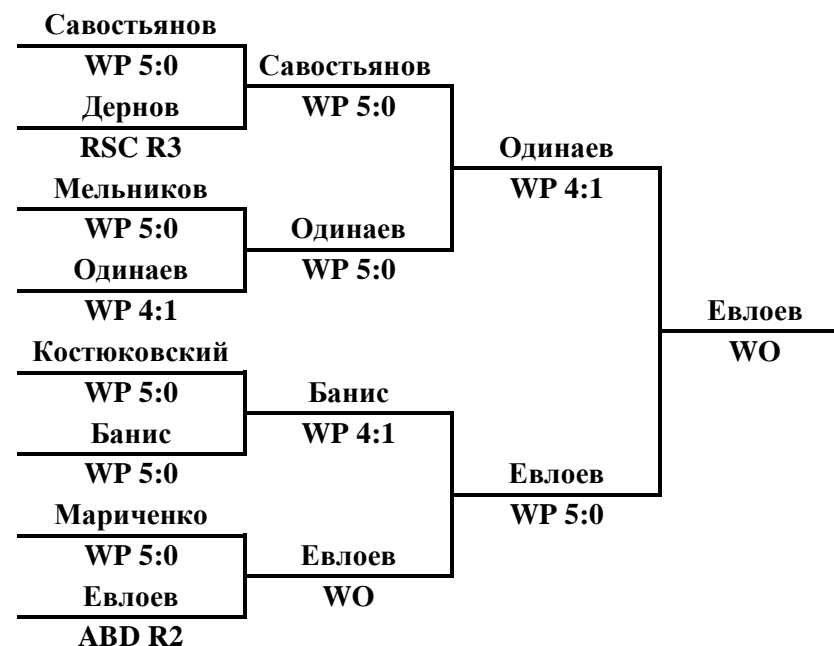 Савостьянов
WP 5:0
Дернов
RSC R3
Мельников
WP 5:0
Одинаев
WP 4:1
Костюковский
WP 5:0
Банис
WP 5:0
Мариченко
WP 5:0
Евлоев
ABD R2
Савостьянов
WP 5:0
Одинаев
WP 5:0
Банис
WP 4:1
Евлоев
WO
Одинаев
WP 4:1
Евлоев
WP 5:0
Евлоев
WO